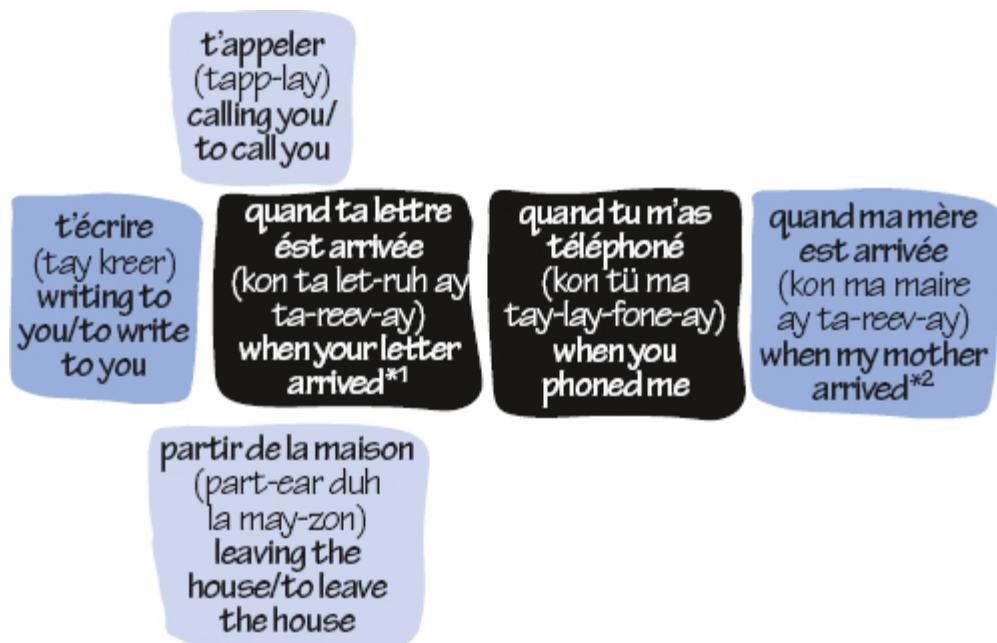 t'appeler
(tapp-lay)
calling you/
to call you
t'écrire
(tay kreer)
writing to
you/to write
to you
quand ta lettre
ést arrivée
(kon ta let-ruh ay
ta-reev-ay)
when your letter
arrived*1
quand tu m'as
téléphoné
(kon tü ma
tay-lay-fone-ay)
when you
phoned me
quand ma mère
est arrivée
(kon ma maire
ay ta-reev-ay)
when my mother
arrived*2
partir de la maison
(part-ear duh
la may-zon)
leaving the
house/to leave
the house